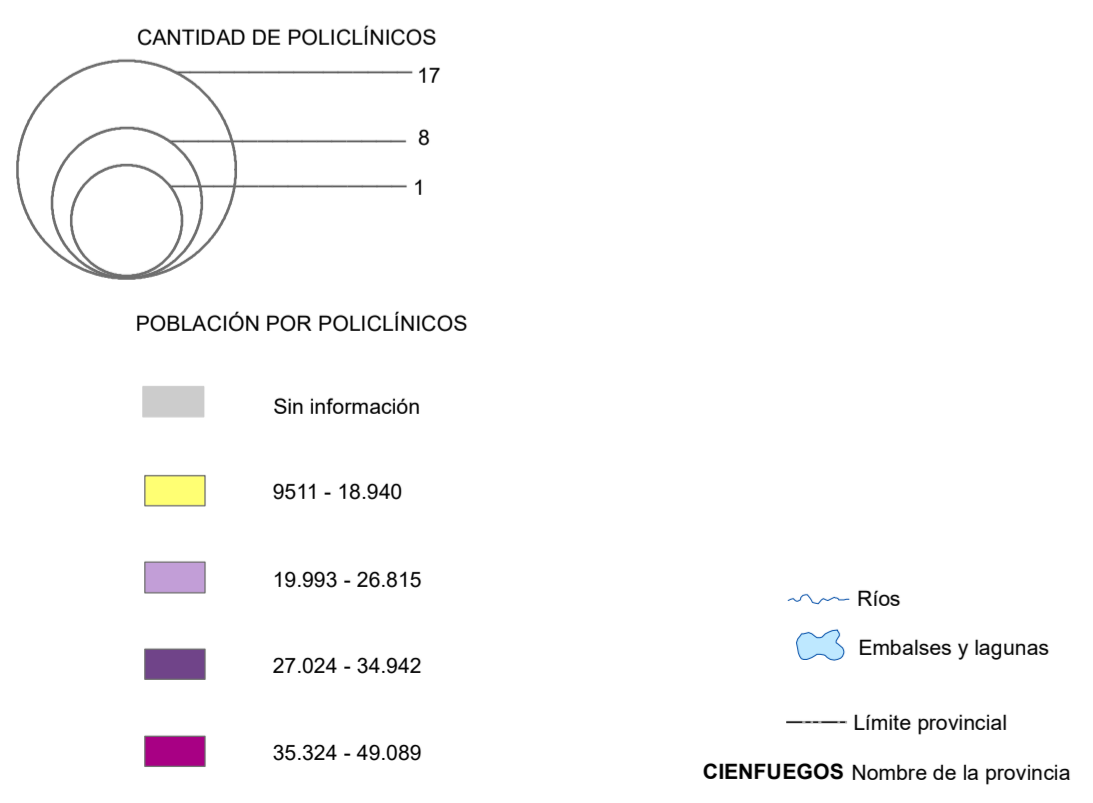 CANTIDAD DE POLICLÍNICOS
17
8
1
POBLACIÓN POR POLICLÍNICOS
Sin información
9511 - 18.940
19.993 - 26.815
27.024 - 34.942
35.324 - 49.089
Ríos
Embalses y lagunas
Límite provincial
CIENFUEGOS Nombre de la provincia